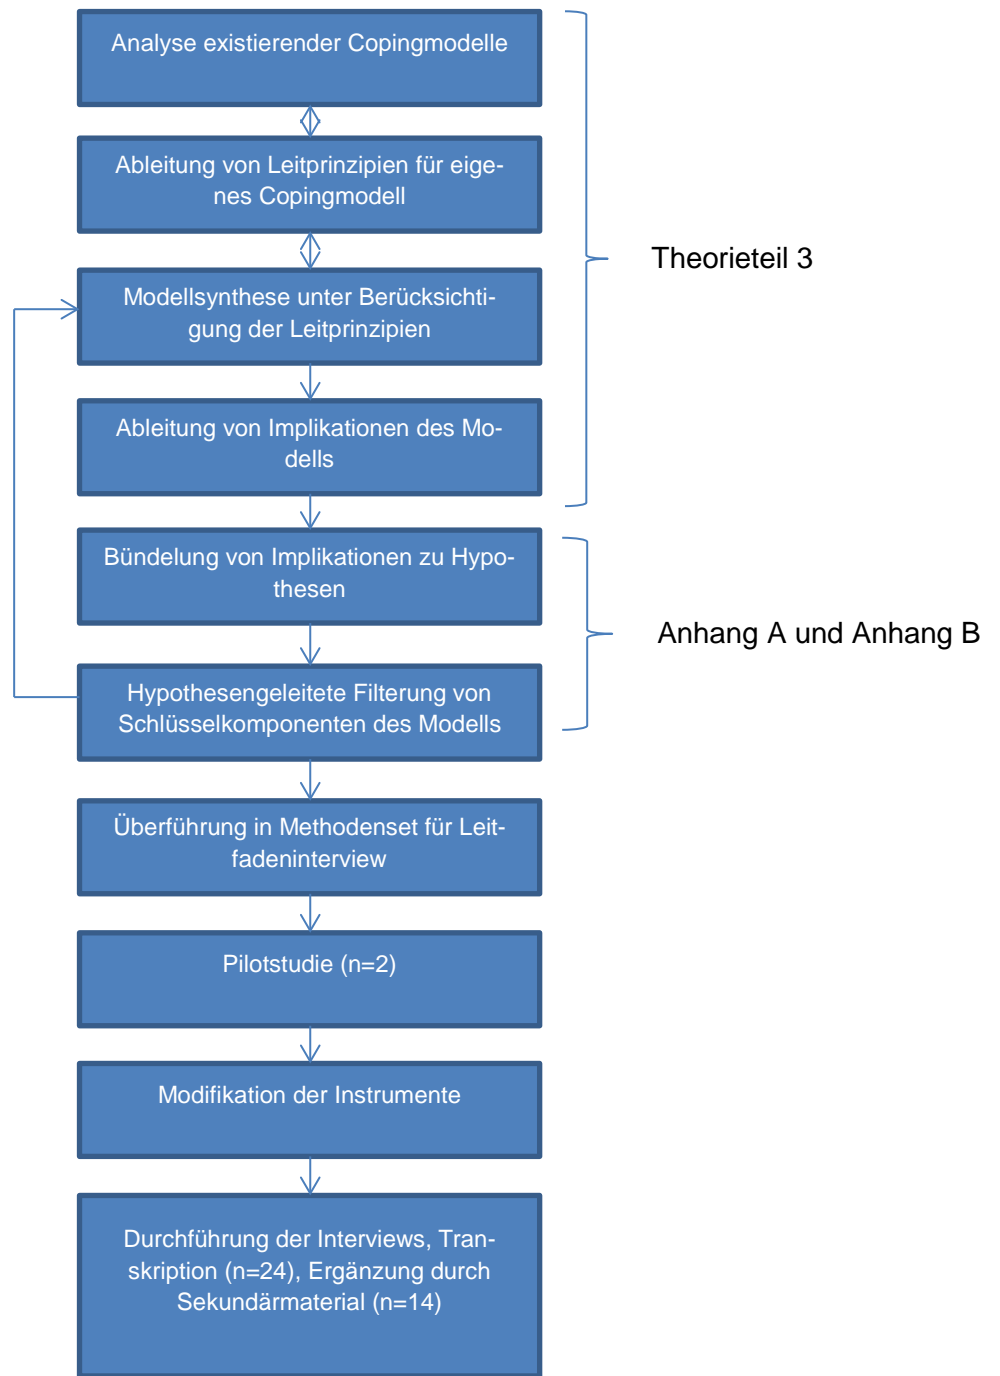 Analyse existierender Copingmodelle
Ableitung von Leitprinzipien für eige-
nes Copingmodell
Theorieteil 3
Modellsynthese unter Berücksichti-
gung der Leitprinzipien
Ableitung von Implikationen des Mo-
dells
Bündelung von Implikationen zu Hypo-
thesen
Anhang A und Anhang B
Hypothesengeleitete Filterung von
Schlüsselkomponenten des Modells
Überführung in Methodenset für Leit-
fadeninterview
Pilotstudie (n=2)
Modifikation der Instrumente
Durchführung der Interviews, Tran-
skription (n=24), Ergänzung durch
Sekundärmaterial (n=14)